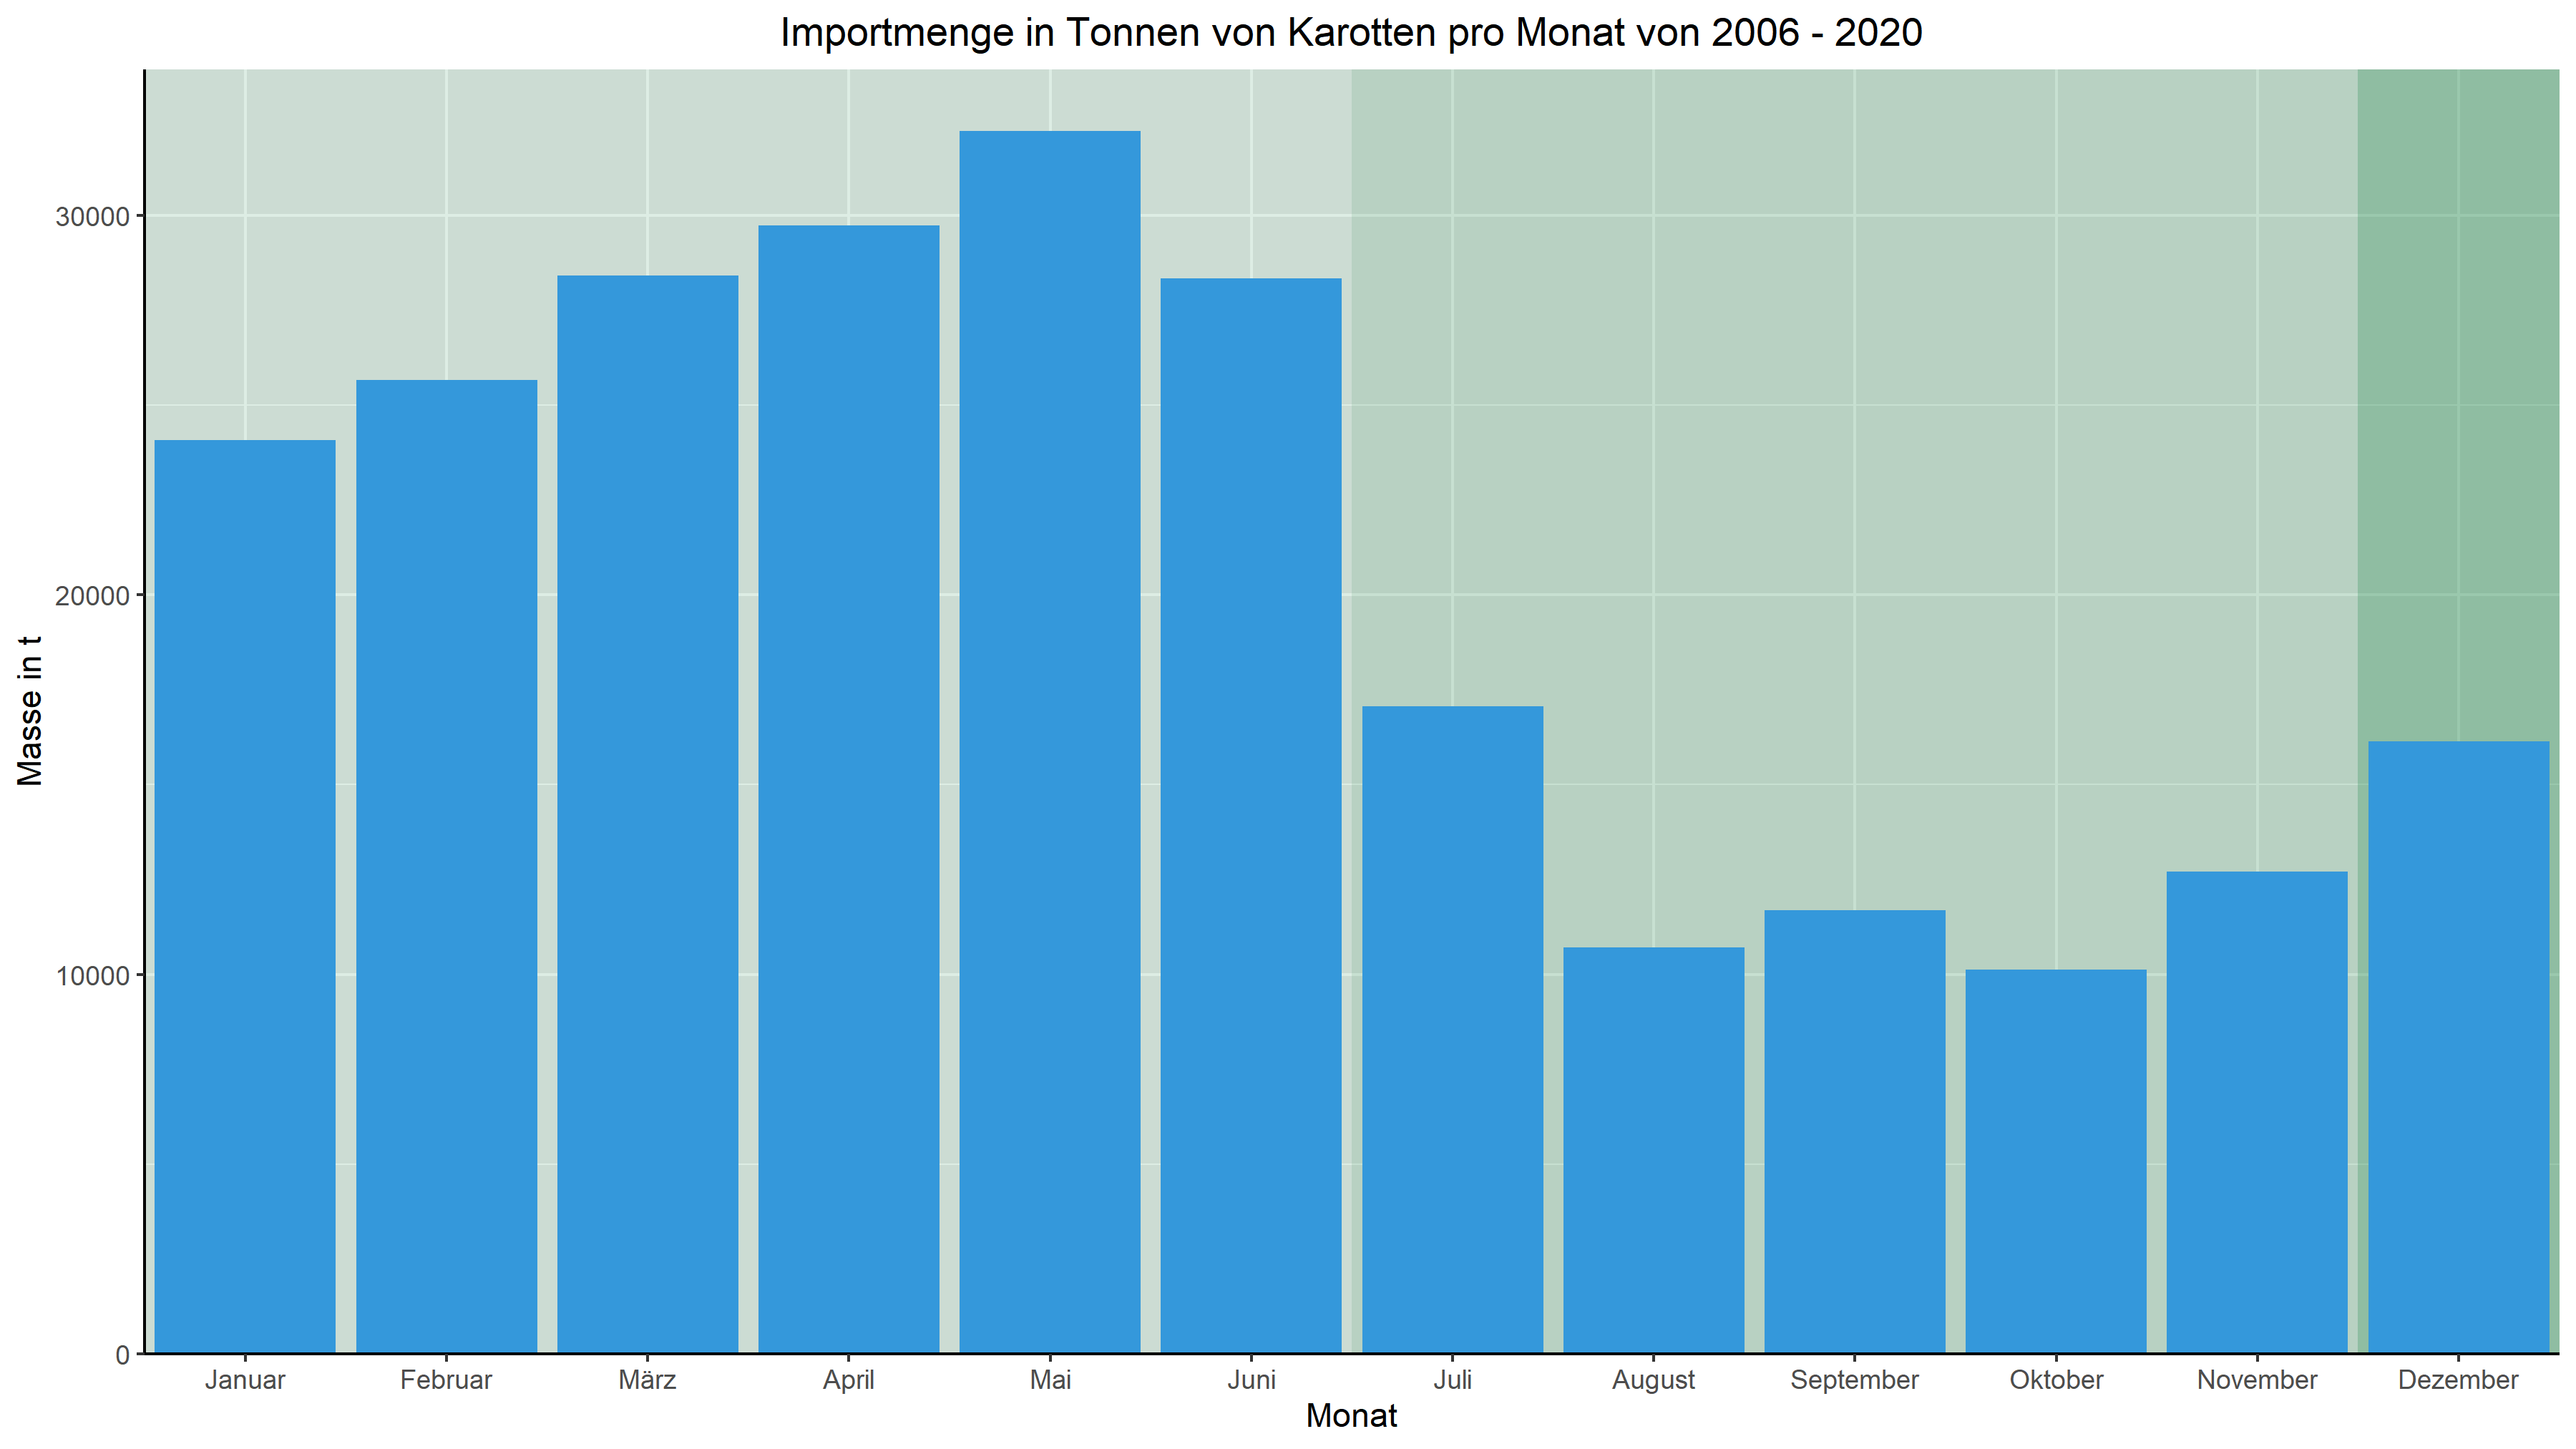 Importmenge in Tonnen von Karotten pro Monat von 2006 - 2020
Masse in t
30000
20000
10000
0
Januar Februar März April Mai Juni Juli August September Oktober November Dezember
Monat